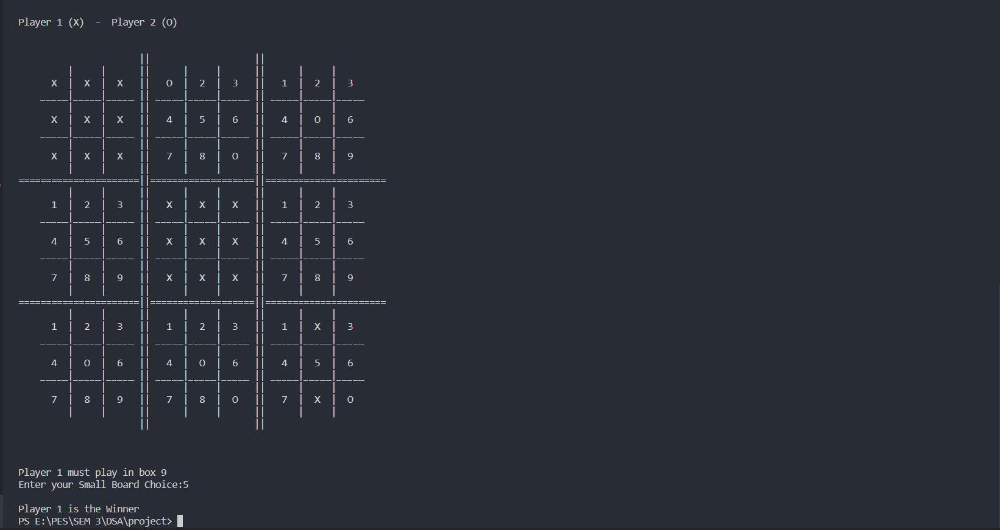 Player 1 (X)  -  Player 2 (O)
                      ||                   ||
         |     |      ||      |     |      ||      |     |
      X  |  X  |  X   ||   O  |  2  |  3   ||   1  |  2  |  3
    _____|_____|_____ || _____|_____|_____ || _____|_____|_____
         |     |      ||      |     |      ||      |     |
      X  |  X  |  X   ||   4  |  5  |  6   ||   4  |  O  |  6
    _____|_____|_____ || _____|_____|_____ || _____|_____|_____
         |     |      ||      |     |      ||      |     |
      X  |  X  |  X   ||   7  |  8  |  O   ||   7  |  8  |  9
         |     |      ||      |     |      ||      |     |
======================||===================||======================
         |     |      ||      |     |      ||      |     |
      1  |  2  |  3   ||   X  |  X  |  X   ||   1  |  2  |  3
    _____|_____|_____ || _____|_____|_____ || _____|_____|_____
         |     |      ||      |     |      ||      |     |
      4  |  5  |  6   ||   X  |  X  |  X   ||   4  |  5  |  6
    _____|_____|_____ || _____|_____|_____ || _____|_____|_____
         |     |      ||      |     |      ||      |     |
      7  |  8  |  9   ||   X  |  X  |  X   ||   7  |  8  |  9
         |     |      ||      |     |      ||      |     |
======================||===================||======================
         |     |      ||      |     |      ||      |     |
      1  |  2  |  3   ||   1  |  2  |  3   ||   1  |  X  |  3
    _____|_____|_____ || _____|_____|_____ || _____|_____|_____
         |     |      ||      |     |      ||      |     |
      4  |  O  |  6   ||   4  |  O  |  6   ||   4  |  5  |  6
    _____|_____|_____ || _____|_____|_____ || _____|_____|_____
         |     |      ||      |     |      ||      |     |
      7  |  8  |  9   ||   7  |  8  |  O   ||   7  |  X  |  O
         |     |      ||      |     |      ||      |     |
                      ||                   ||
Player 1 must play in box 9
Enter your Small Board Choice:5
Player 1 is the Winner
PS E:\PES\SEM 3\DSA\project>